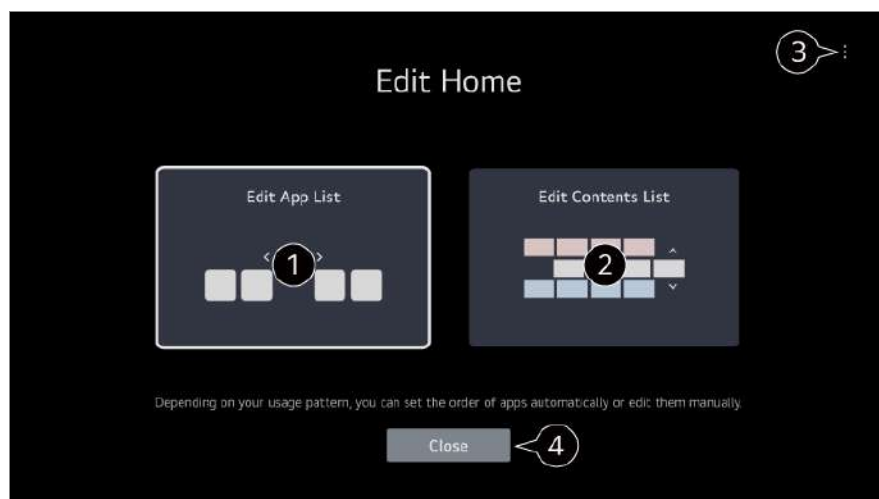 3
Edit Home
Edit App List
Edit Contents List
1
2
Depending on your usage pattern, you can set the order of apps automatically or edit them manually.
Close
4